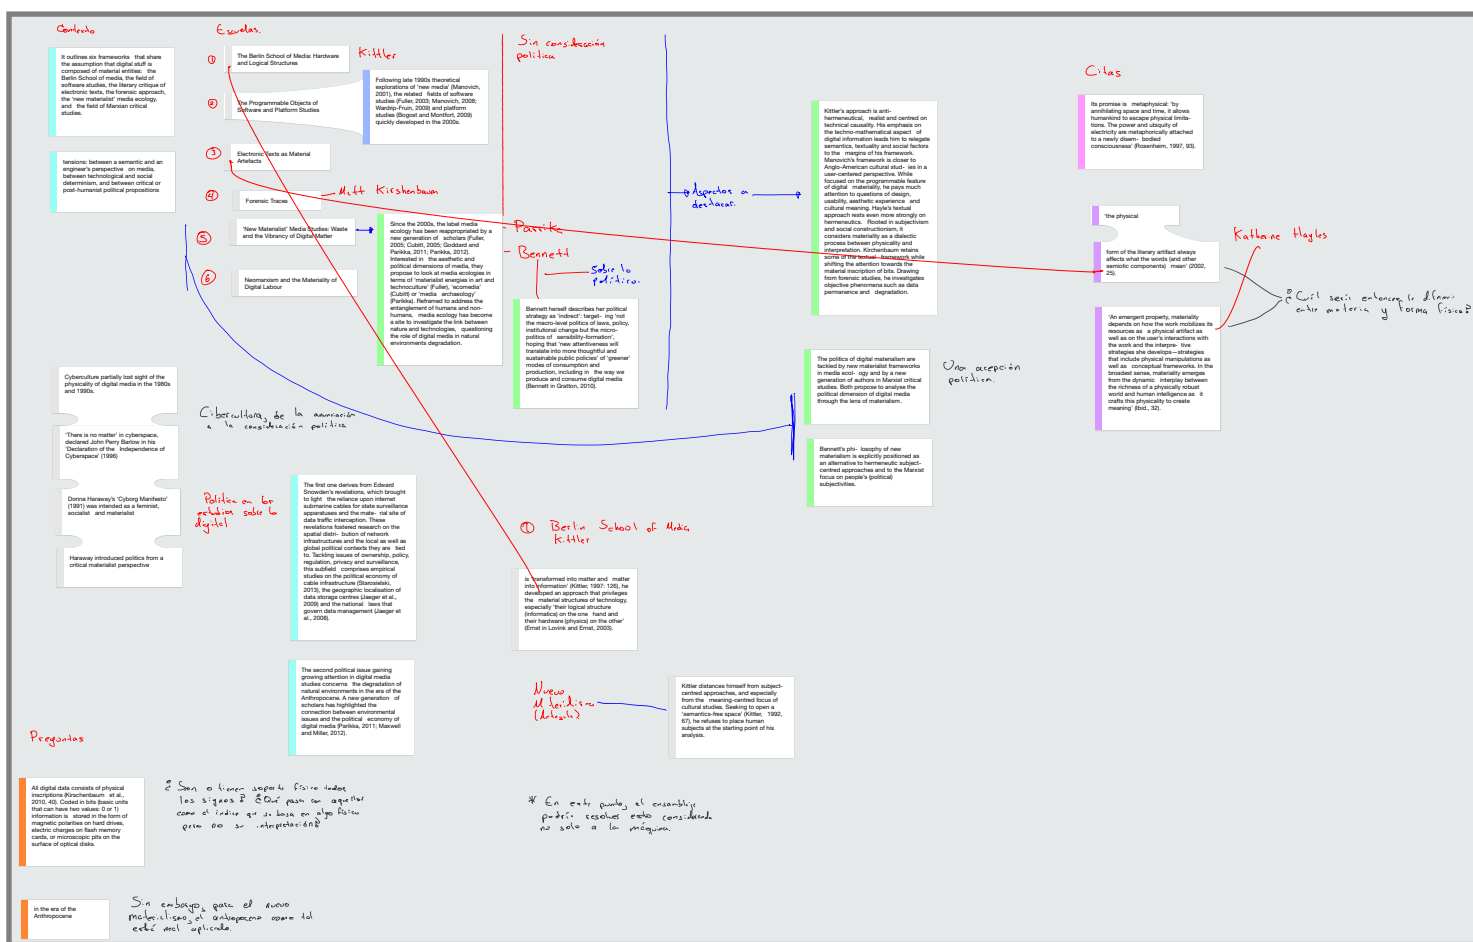 Contexto
It outlines six frameworks that share
the assumption that digital stuff is
composed of material entities: the
Berlin School of media, the field of
software studies, the literary critique of
electronic texts, the forensic approach,
the 'new materialist' media ecology,
and the field of Marxian critical
studies.
tensions: between a semantic and an
engineer's perspective on media,
between technological and social
determinism, and between critical or
post-humanist political propositions
Escuelas.
① The Berlin School of Media: Hardware
and Logical Structures
Kittler
② The Programmable Objects of
Software and Platform Studies
Following late 1990s theoretical
explorations of 'new media' (Manovich,
2001), the related fields of software
studies (Fuller, 2003; Manovich, 2008;
Wardrip-Fruin, 2009) and platform
studies (Bogost and Montfort, 2009)
quickly developed in the 2000s.
③ Electronic Texts as Material
Artefacts
④ Forensic Traces
Matt Kirshenbaum
⑤ 'New Materialist' Media Studies: Waste
and the Vibrancy of Digital Matter
⑥ Neomarxism and the Materiality of
Digital Labour
Since the 2000s, the label media
ecology has been reappropriated by a
new generation of scholars (Fuller,
2005; Cubitt, 2005; Goddard and
Parikka, 2011; Parikka, 2012).
Interested in the aesthetic and
political dimensions of media, they
propose to look at media ecologies in
terms of 'material energies in art and
technoculture' (Fuller), 'ecomedia'
(Cubitt) or 'media archaeology'
(Parikka). Reframed to address the
entanglement of humans and non-
humans, media ecology has become
a site to investigate the link between
nature and technologies, questioning
the role of digital media in natural
environments degradation.
Sin consideración
política
Parrika
Bennett
Sobre lo
político.
Bennett herself describes her political
strategy as 'indirect': target- ing 'not
the macro-level politics of laws, policy,
institutional change but the micro-
politics of sensibility-formation',
hoping that 'new attentiveness will
translate into more thoughtful and
sustainable public policies' of 'greener'
modes of consumption and
production, including in the way we
produce and consume digital media
(Bennett in Gratton, 2010).
Aspectos a
destacar.
Kittler's approach is anti-
hermeneutical, realist and centred on
technical causality. His emphasis on
the techno-mathematical aspect of
digital information leads him to relegate
semantics, textuality and social factors
to the margins of his framework.
Manovich's framework is closer to
Anglo-American cultural stud- ies in a
user-centered perspective. While
focused on the programmable feature
of digital materiality, he pays much
attention to questions of design,
usability, aesthetic experience and
cultural meaning. Hayle's textual
approach rests even more strongly on
hermeneutics. Rooted in subjectivism
and social constructionism, it
considers materiality as a dialectic
process between physicality and
interpretation. Kirchenbaum retains
some of the textual framework while
shifting the attention towards the
material inscription of bits. Drawing
from forensic studies, he investigates
objective phenomena such as data
permanence and degradation.
The politics of digital materialism are
tackled by new materialist frameworks
in media ecol- ogy and by a new
generation of authors in Marxist critical
studies. Both propose to analyse the
political dimension of digital media
through the lens of materialism.
Una acepción
política.
Bennett's phi- losophy of new
materialism is explicitly positioned as
an alternative to hermeneutic subject-
centred approaches and to the Marxist
focus on people's (political)
subjectivities.
Citas
Its promise is metaphysical: 'by
annihilating space and time, it allows
humankind to escape physical limita-
tions. The power and ubiquity of
electricity are metaphorically attached
to a newly disem- bodied
consciousness' (Rosenheim, 1997, 93).
'the physical
form of the literary artifact always
affects what the words (and other
semiotic components) mean' (2002,
25).
Katherine Hayles
'An emergent property, materiality
depends on how the work mobilizes its
resources as a physical artifact as
well as on the user's interactions with
the work and the interpre- tive
strategies she develops—strategies
that include physical manipulations as
well as conceptual frameworks. In the
broadest sense, materiality emerges
from the dynamic interplay between
the richness of a physically robust
world and human intelligence as it
crafts this physicality to create
meaning' (Ibid., 32).
¿Cuál sería entonces la difren.
entre materia y forma física?
Cyberculture partially lost sight of the
physicality of digital media in the 1980s
and 1990s.
'There is no matter' in cyberspace,
declared John Perry Barlow in his
'Declaration of the Independence of
Cyberspace' (1996)
Donna Haraway's 'Cyborg Manifesto'
(1991) was intended as a feminist,
socialist and materialist
Haraway introduced politics from a
critical materialist perspective
Cibercultura, de la anunciación
a la consideración política
Política en los
estudios sobre lo
digital
The first one derives from Edward
Snowden's revelations, which brought
to light the reliance upon internet
submarine cables for state surveillance
apparatuses and the mate- rial site of
data traffic interception. These
revelations fostered research on the
spatial distri- bution of network
infrastructures and the local as well as
global political contexts they are tied
to. Tackling issues of ownership, policy,
regulation, privacy and surveillance,
this subfield comprises empirical
studies on the political economy of
cable infrastructure (Starosielski,
2013), the geographic localisation of
data storage centres (Jaeger et al.,
2009) and the national laws that
govern data management (Jaeger et
al., 2008).
The second political issue gaining
growing attention in digital media
studies concerns the degradation of
natural environments in the era of the
Anthropocene. A new generation of
scholars has highlighted the
connection between environmental
issues and the political economy of
digital media (Parikka, 2011; Maxwell
and Miller, 2012).
① Berlin School of Media
Kittler
is 'transformed into matter and matter
into information' (Kittler, 1997: 126), he
developed an approach that privileges
the material structures of technology,
especially 'their logical structure
(informatics) on the one hand and
their hardware (physics) on the other'
(Ernst in Lovink and Ernst, 2003).
Nuevo
Materialismo
Kittler distances himself from subject-
centred approaches, and especially
from the meaning-centred focus of
cultural studies. Seeking to open a
'semantics-free space' (Kittler, 1992,
67), he refuses to place human
subjects at the starting point of his
analysis.
Preguntas
All digital data consists of physical
inscriptions (Kirschenbaum et al.,
2010, 40). Coded in bits (basic units
that can have two values: 0 or 1)
information is stored in the form of
magnetic polarities on hard drives,
electric charges on flash memory
cards, or microscopic pits on the
surface of optical disks.
¿Son o tienen soporte físico todos
los signos? ¿Qué pasa con aquellos
como el índice que se basa en algo físico
pero no su interpretación?
* En este punto, el ensamblaje
podría resolver esto considerando
no solo a la máquina.
in the era of the
Anthropocene
Sin embargo, para el nuevo
materialismo, el antropoceno como tal
está mal aplicado.